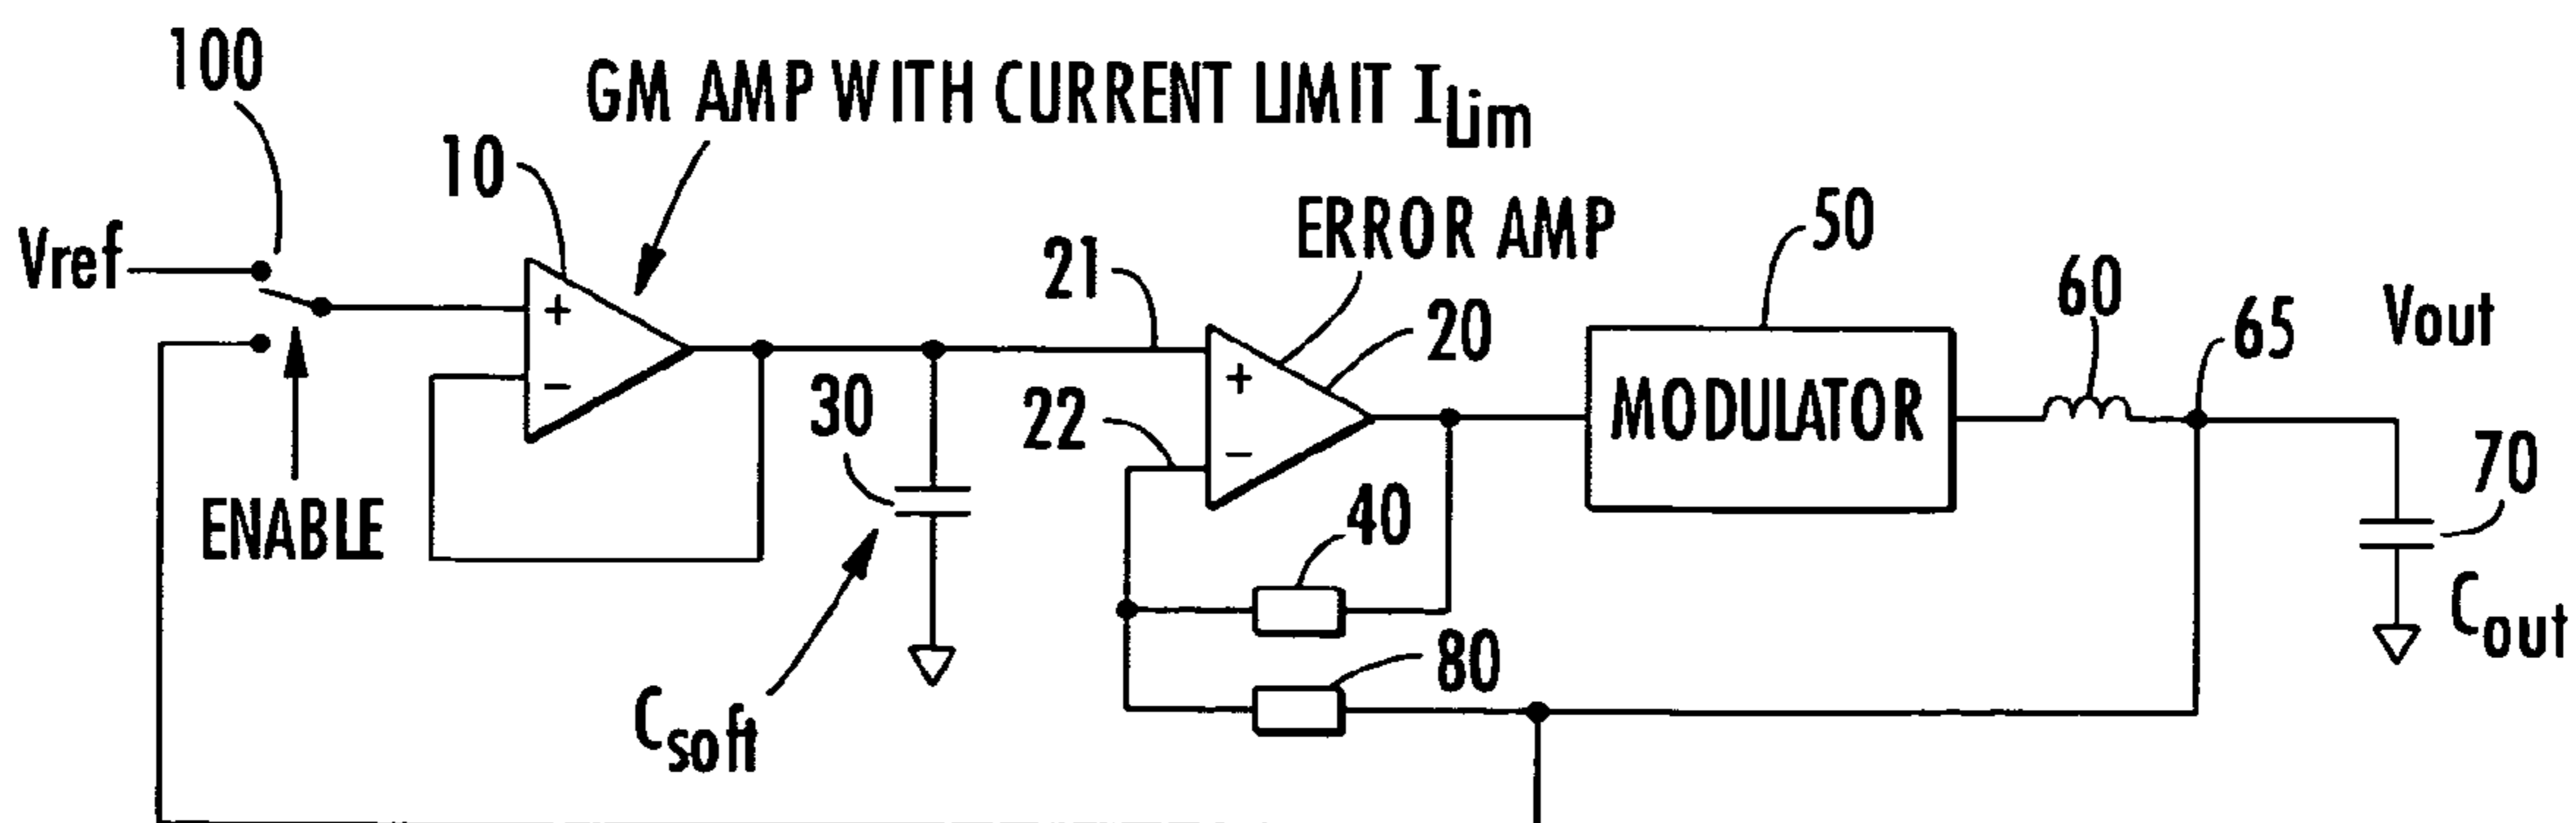 100
GM AMP WITH CURRENT LIMIT ILim
10
Vref
ENABLE
+
−
30
Csoft
21
22
ERROR AMP
20
+
−
40
80
50
MODULATOR
60
65
Vout
70
Cout